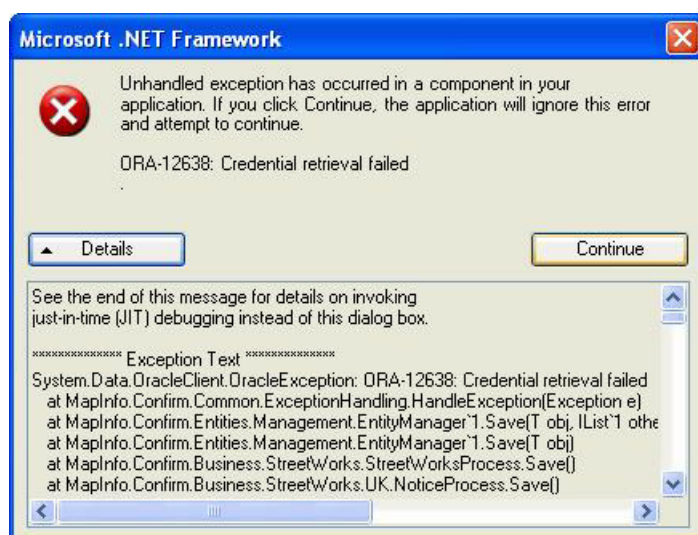 Microsoft .NET Framework
Unhandled exception has occurred in a component in your
application. If you click Continue, the application will ignore this error
and attempt to continue.
ORA-12638: Credential retrieval failed
.
Details
Continue
See the end of this message for details on invoking
just-in-time (JIT) debugging instead of this dialog box.
************** Exception Text **************
System.Data.OracleClient.OracleException: ORA-12638: Credential retrieval failed
at MapInfo.Confirm.Common.ExceptionHandling.HandleException(Exception e)
at MapInfo.Confirm.Entities.Management.EntityManager`1.Save(T obj, IList`1 othe
at MapInfo.Confirm.Entities.Management.EntityManager`1.Save(T obj)
at MapInfo.Confirm.Business.StreetWorks.StreetWorksProcess.Save()
at MapInfo.Confirm.Business.StreetWorks.UK.NoticeProcess.Save()